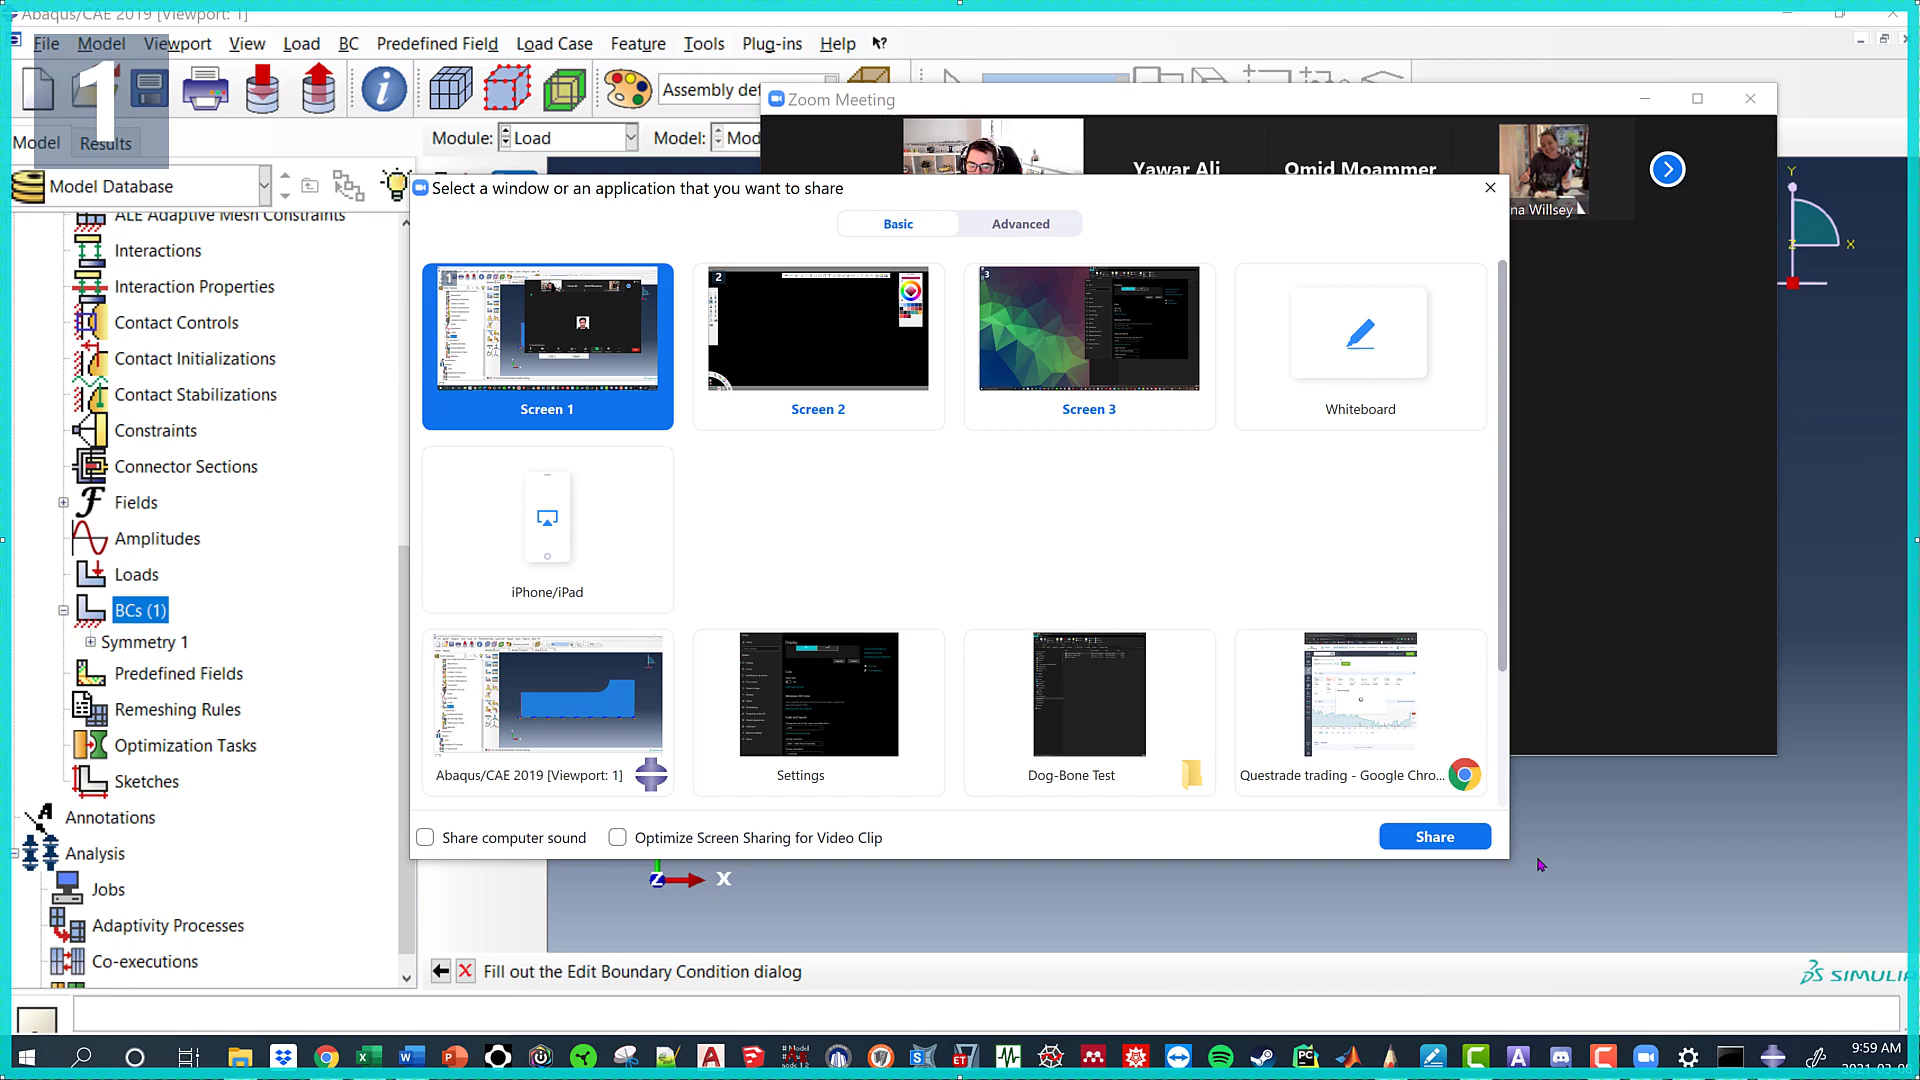 Abaqus/CAE 2019 [Viewport: 1]
File Model Viewport View Load BC Predefined Field Load Case Feature Tools Plug-ins Help
1
Assembly def
Zoom Meeting
Model Results
Module: Load Model: Mod
Yawar Ali
Omid Moammer
na Willsey
Model Database
Select a window or an application that you want to share
Basic
Advanced
ALE Adaptive Mesh Constraints
Interactions
Interaction Properties
Contact Controls
Contact Initializations
Contact Stabilizations
Constraints
Connector Sections
Fields
Amplitudes
Loads
BCs (1)
Symmetry 1
Predefined Fields
Remeshing Rules
Optimization Tasks
Sketches
Annotations
Analysis
Jobs
Adaptivity Processes
Co-executions
2
3
Screen 1
Screen 2
Screen 3
Whiteboard
iPhone/iPad
Abaqus/CAE 2019 [Viewport: 1]
Settings
Dog-Bone Test
Questrade trading - Google Chro...
Share computer sound
Optimize Screen Sharing for Video Clip
Share
Y
X
Z
Z
X
Fill out the Edit Boundary Condition dialog
SIMULIA
9:59 AM